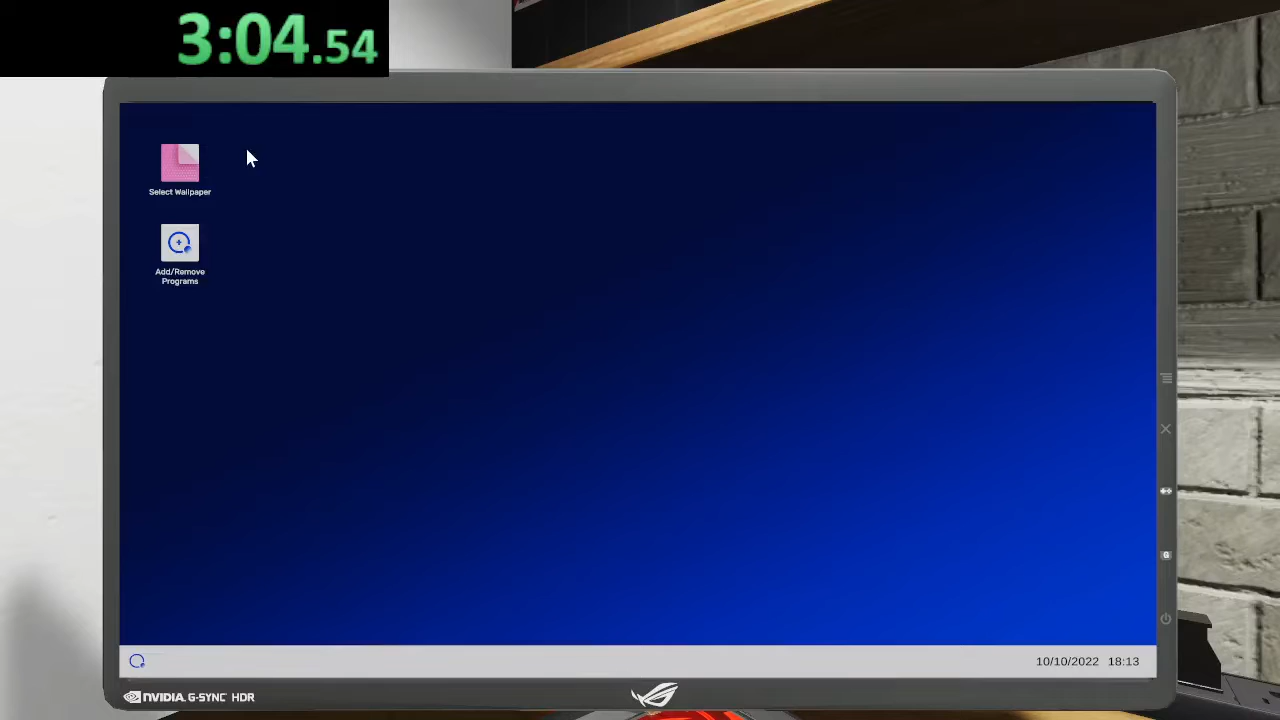 3:04.54
Select Wallpaper
Add/Remove
Programs
10/10/2022 18:13
NVIDIA G-SYNC HDR